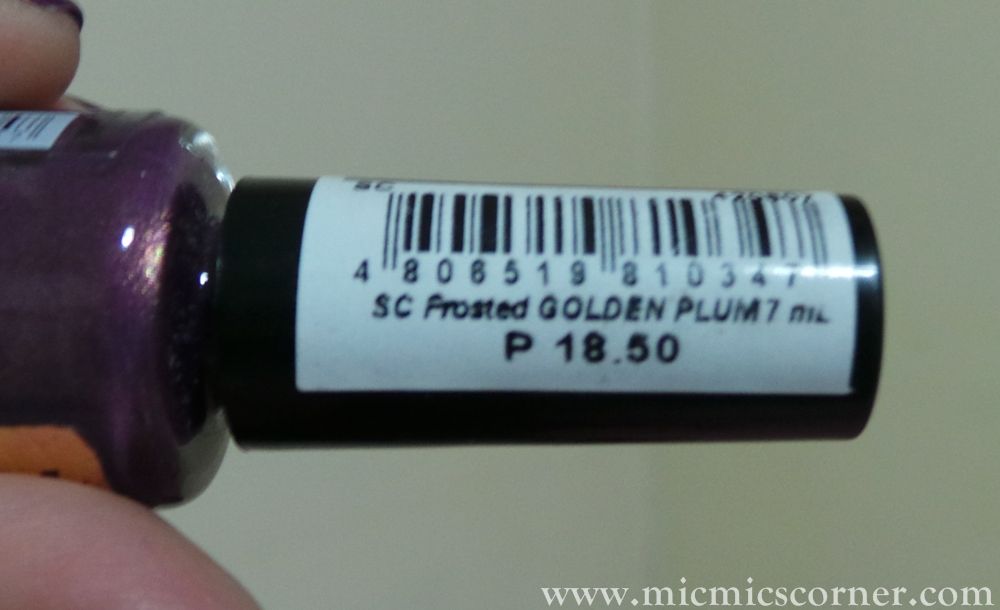 SC
4 806519 810347
SC Frosted GOLDEN PLUM 7 mL
P 18.50
www.micmicscorner.com